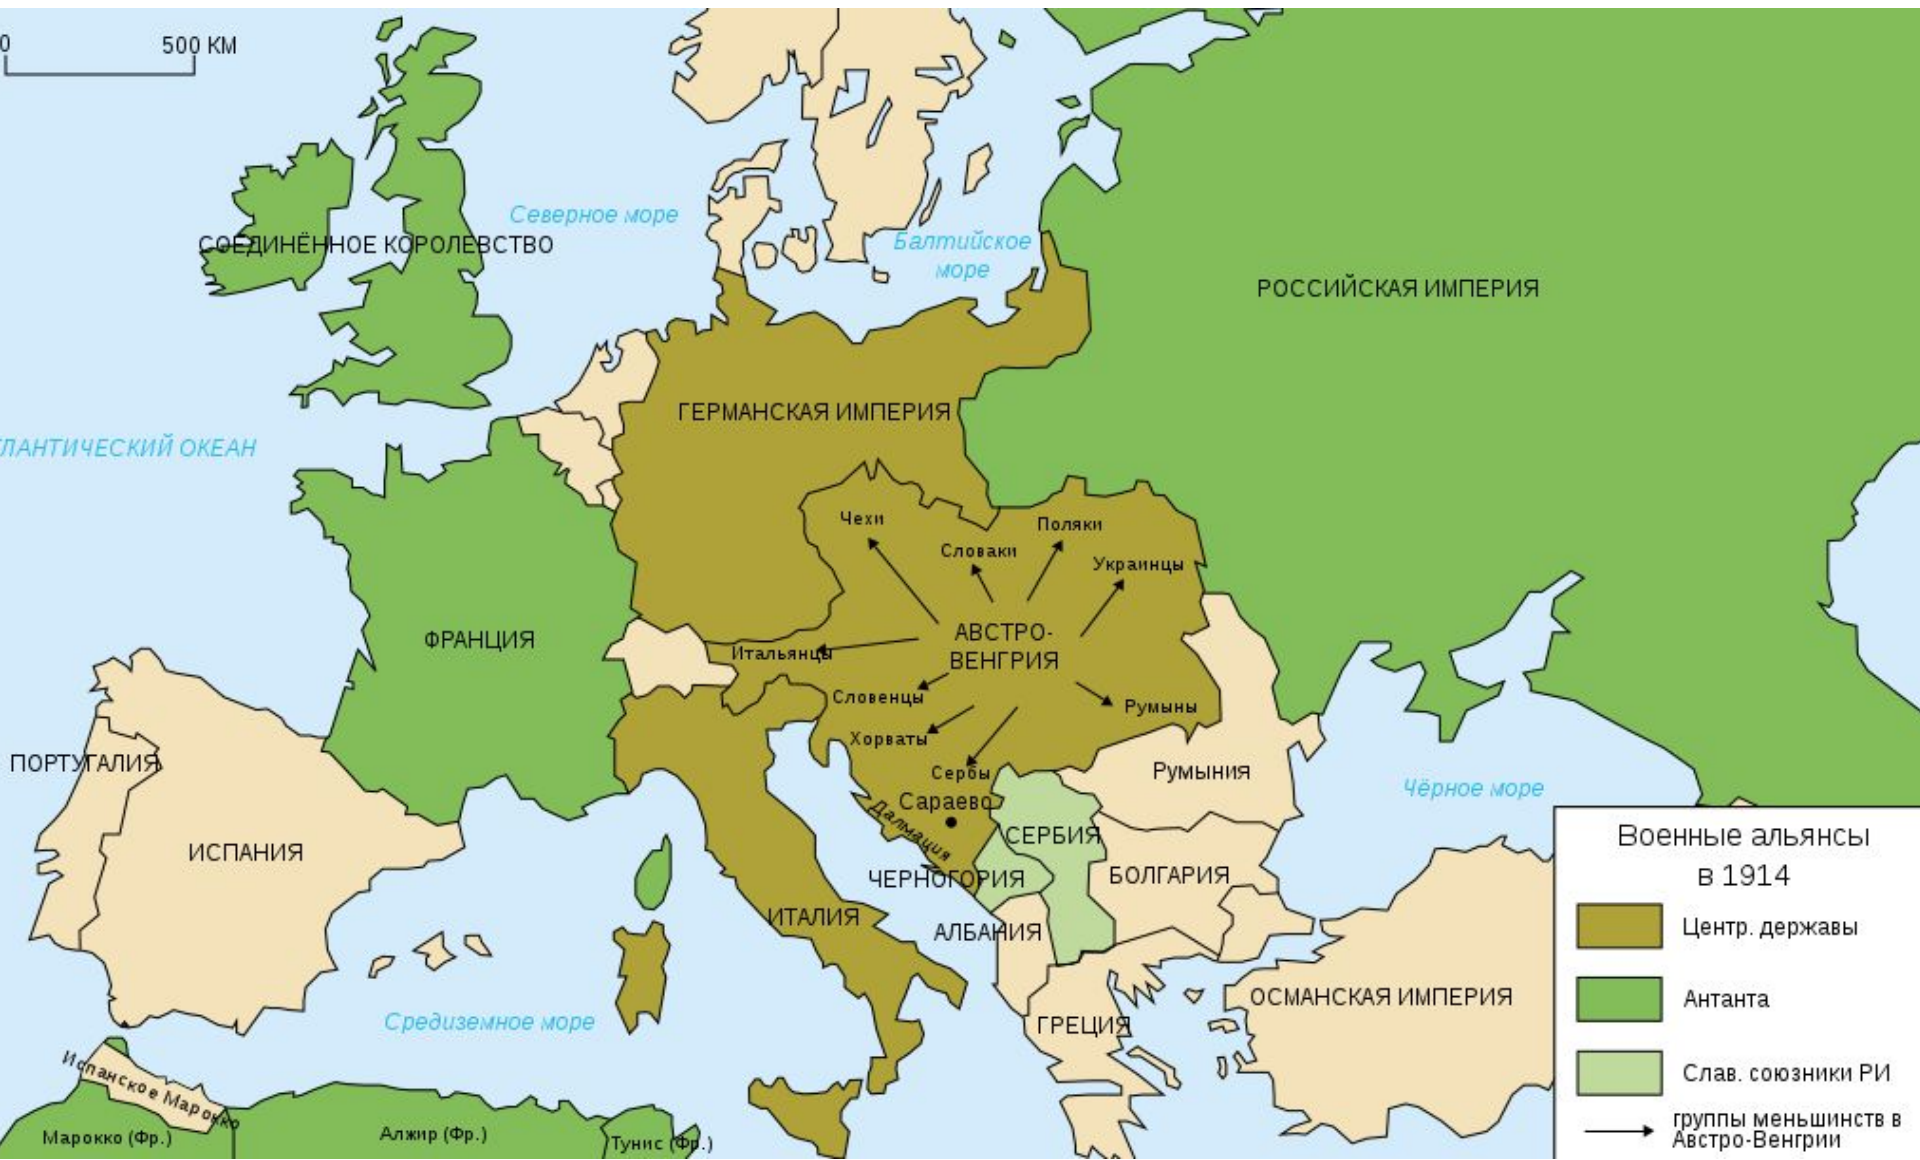 0 500 КМ
Северное море
СОЕДИНЁННОЕ КОРОЛЕВСТВО
Балтийское
море
РОССИЙСКАЯ ИМПЕРИЯ
ГЕРМАНСКАЯ ИМПЕРИЯ
ТЛАНТИЧЕСКИЙ ОКЕАН
Чехи
Поляки
Словаки
Украинцы
ФРАНЦИЯ
АВСТРО-
ВЕНГРИЯ
Итальянцы
Словенцы
Румыны
Хорваты
ПОРТУГАЛИЯ
Сербы
Румыния
Сараево
Чёрное море
Далмация
СЕРБИЯ
ИСПАНИЯ
ЧЕРНОГОРИЯ
БОЛГАРИЯ
ИТАЛИЯ
АЛБАНИЯ
ОСМАНСКАЯ ИМПЕРИЯ
Средиземное море
ГРЕЦИЯ
Испанское Марокко
Марокко (Фр.)
Алжир (Фр.)
Тунис (Фр.)
Военные альянсы
в 1914
Центр. державы
Антанта
Слав. союзники РИ
группы меньшинств в
Австро-Венгрии